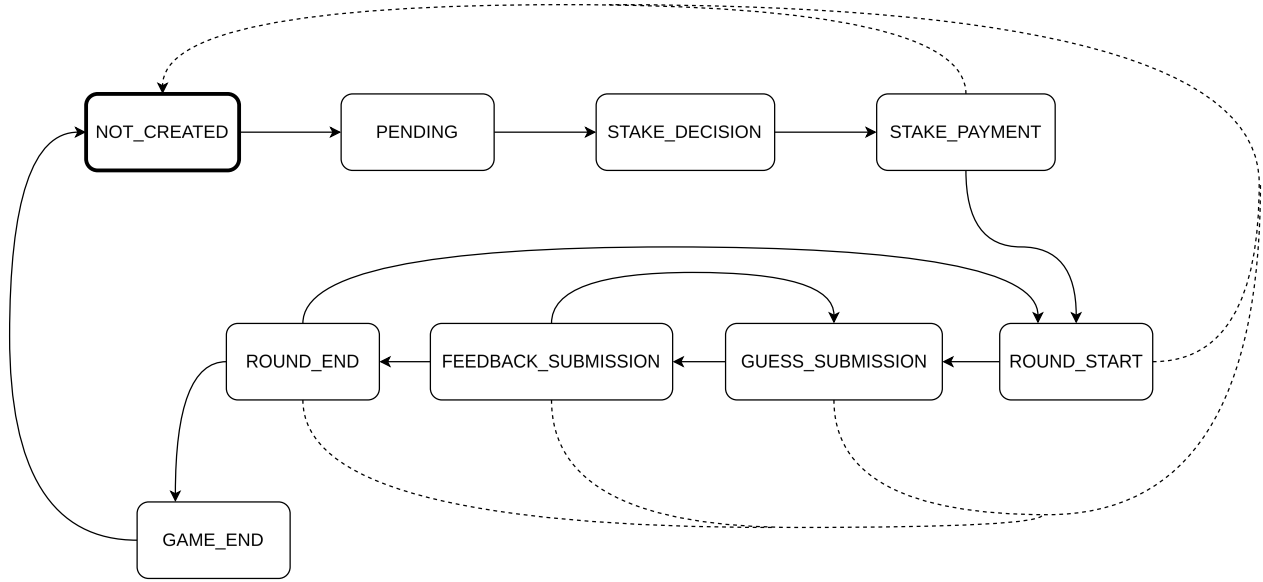 NOT_CREATED
PENDING
STAKE_DECISION
STAKE_PAYMENT
ROUND_END
FEEDBACK_SUBMISSION
GUESS_SUBMISSION
ROUND_START
GAME_END